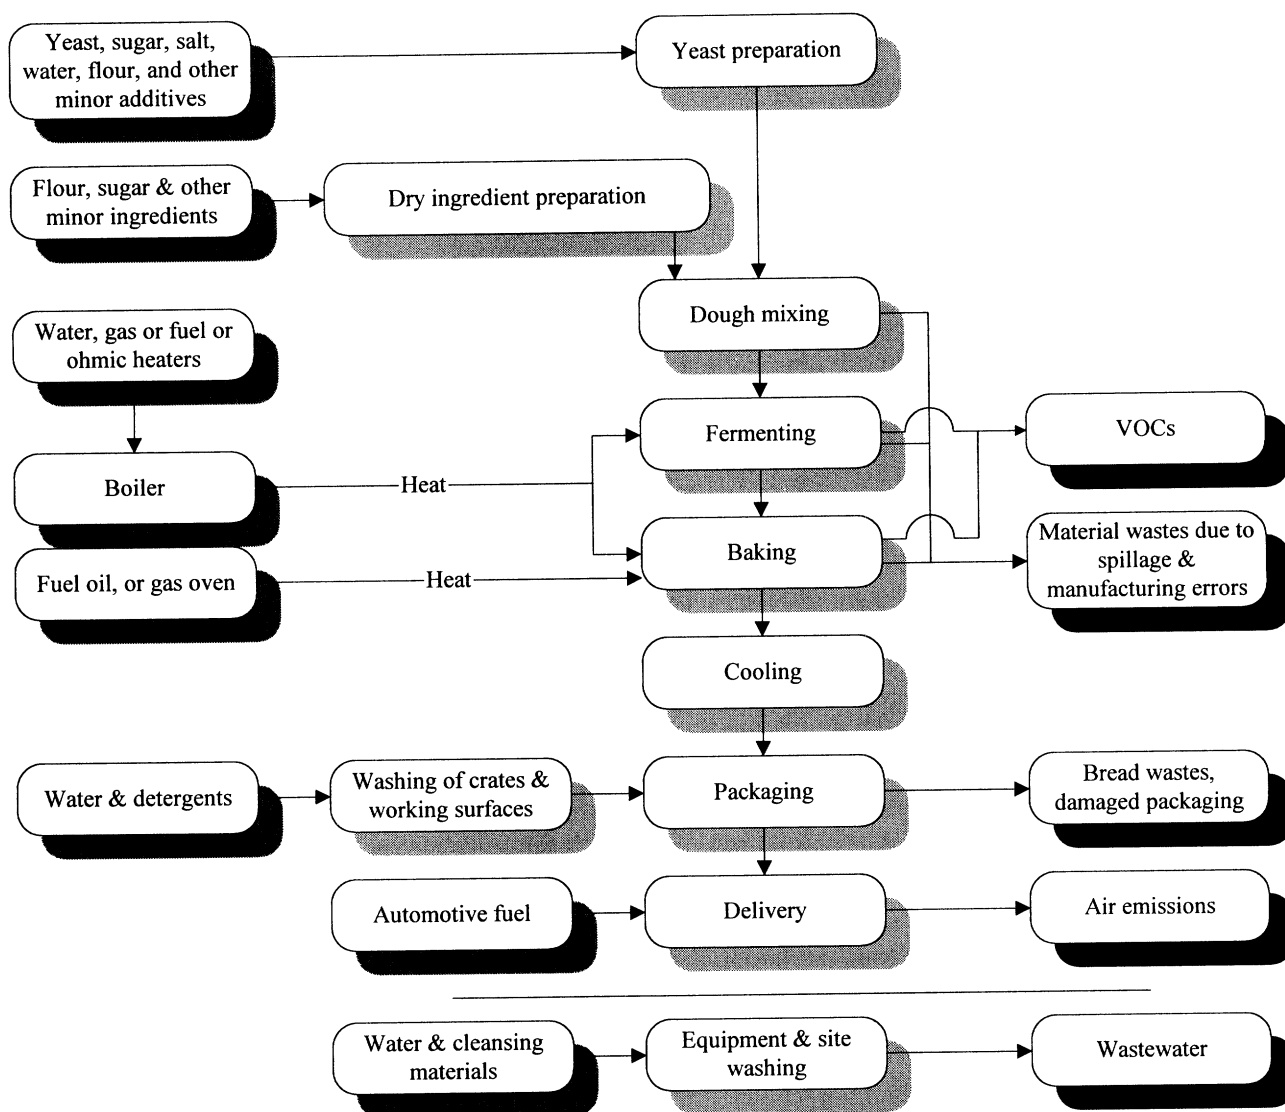 Yeast, sugar, salt,
water, flour, and other
minor additives
Yeast preparation
Flour, sugar & other
minor ingredients
Dry ingredient preparation
Dough mixing
Water, gas or fuel or
ohmic heaters
Fermenting
VOCs
Boiler
Heat
Baking
Material wastes due to
spillage &
manufacturing errors
Fuel oil, or gas oven
Heat
Cooling
Water & detergents
Washing of crates &
working surfaces
Packaging
Bread wastes,
damaged packaging
Automotive fuel
Delivery
Air emissions
Water & cleansing
materials
Equipment & site
washing
Wastewater